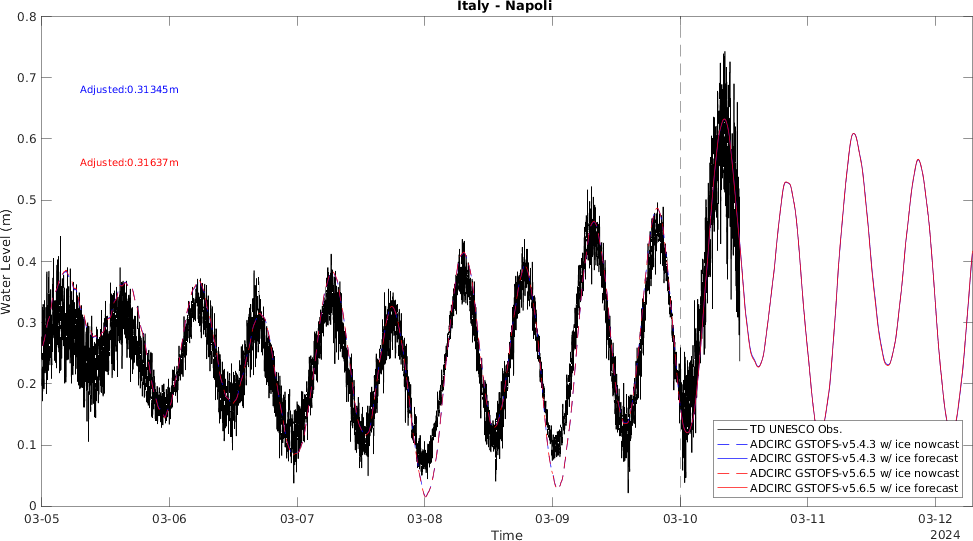 Italy - Napoli
0.8
0.7
0.6
0.5
0.4
0.3
0.2
0.1
0
Water Level (m)
Adjusted:0.31345m
Adjusted:0.31637m
TD UNESCO Obs.
ADCIRC GSTOFS-v5.4.3 w/ ice nowcast
ADCIRC GSTOFS-v5.4.3 w/ ice forecast
ADCIRC GSTOFS-v5.6.5 w/ ice nowcast
ADCIRC GSTOFS-v5.6.5 w/ ice forecast
03-05 03-06 03-07 03-08 03-09 03-10 03-11 03-12
Time
2024